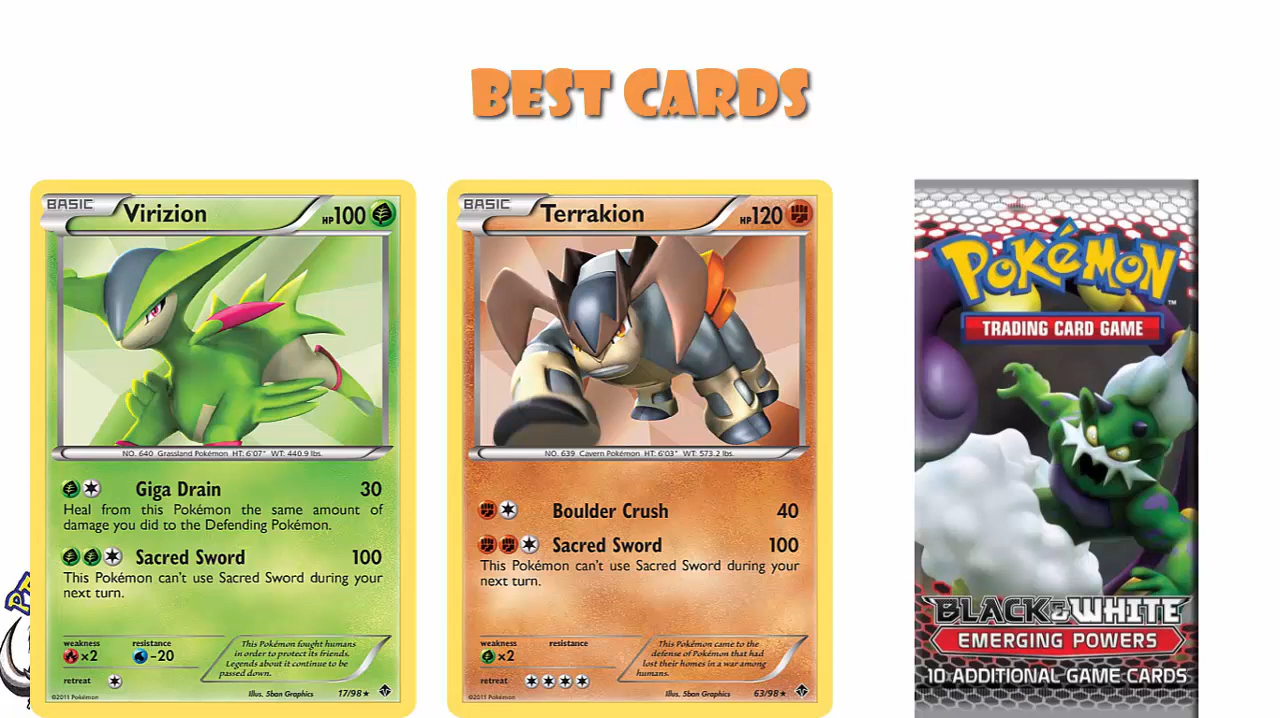 BEST CARDS
BASIC Virizion HP100
NO. 640 Grassland Pokémon HT: 6'07" WT: 440.9 lbs.
Giga Drain 30
Heal from this Pokémon the same amount of
damage you did to the Defending Pokémon.
Sacred Sword 100
This Pokémon can't use Sacred Sword during your
next turn.
weakness resistance
x2 -20
retreat
This Pokémon fought humans
in order to protect its friends.
Legends about it continue to be
passed down.
©2011 Pokémon Illus. 5ban Graphics 17/98★
BASIC Terrakion HP120
NO. 639 Cavern Pokémon HT: 6'03" WT: 573.2 lbs.
Boulder Crush 40
Sacred Sword 100
This Pokémon can't use Sacred Sword during your
next turn.
weakness resistance
x2
retreat
This Pokémon came to the
defense of Pokémon that had
lost their homes in a war among
humans.
©2011 Pokémon Illus. 5ban Graphics 63/98★
POKéMON™
TRADING CARD GAME
BLACK & WHITE
EMERGING POWERS
10 ADDITIONAL GAME CARDS